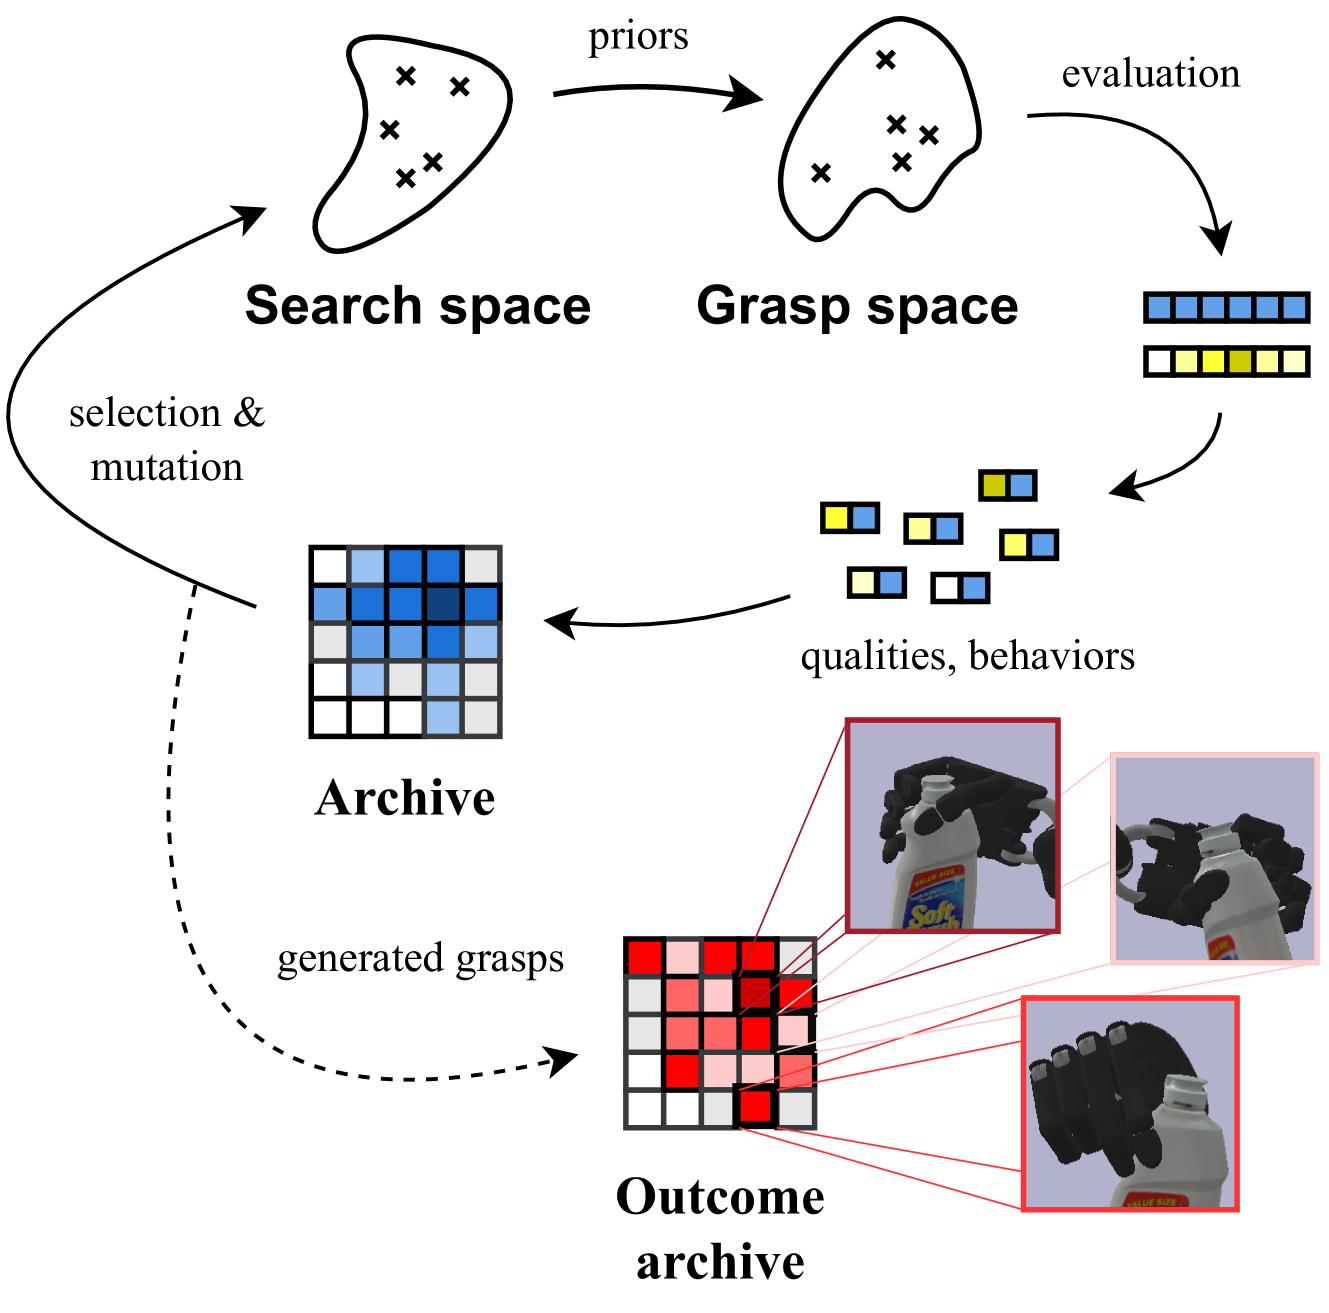 priors
evaluation
Search space
Grasp space
selection &
mutation
qualities, behaviors
Archive
VALUE SIZE
Soft
generated grasps
VALUE SIZE
Outcome
archive